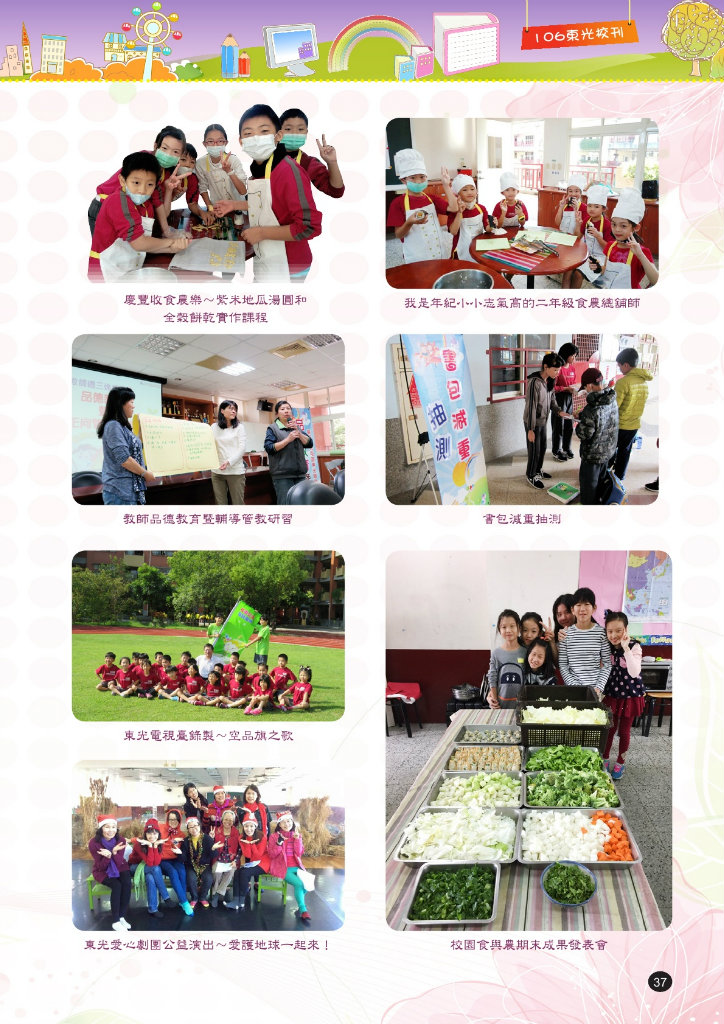 106東光校刊
慶豐收食農樂～紫米地瓜湯圓和
全穀餅乾實作課程
我是年紀小小志氣高的二年級食農總舖師
教師品德教育暨輔導管教研習
書包減重抽測
書包減重
抽測
東光電視臺錄製～空品旗之歌
東光愛心劇團公益演出～愛護地球一起來！
校園食與農期末成果發表會
37